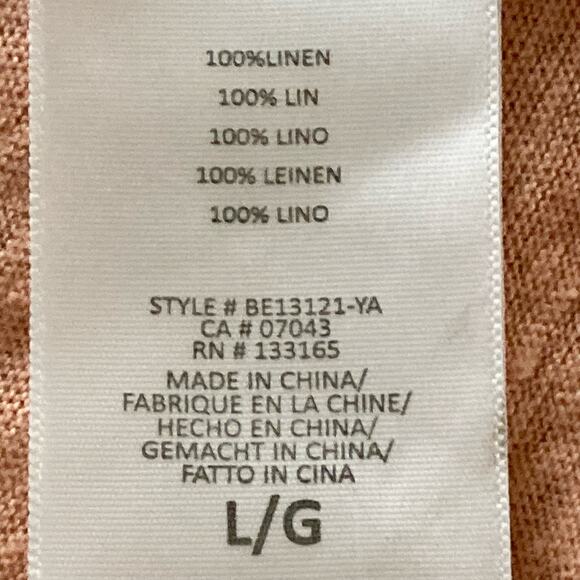 100%LINEN
100% LIN
100% LINO
100% LEINEN
100% LINO
STYLE # BE13121-YA
CA # 07043
RN # 133165
MADE IN CHINA/
FABRIQUE EN LA CHINE/
HECHO EN CHINA/
GEMACHT IN CHINA/
FATTO IN CINA
L/G